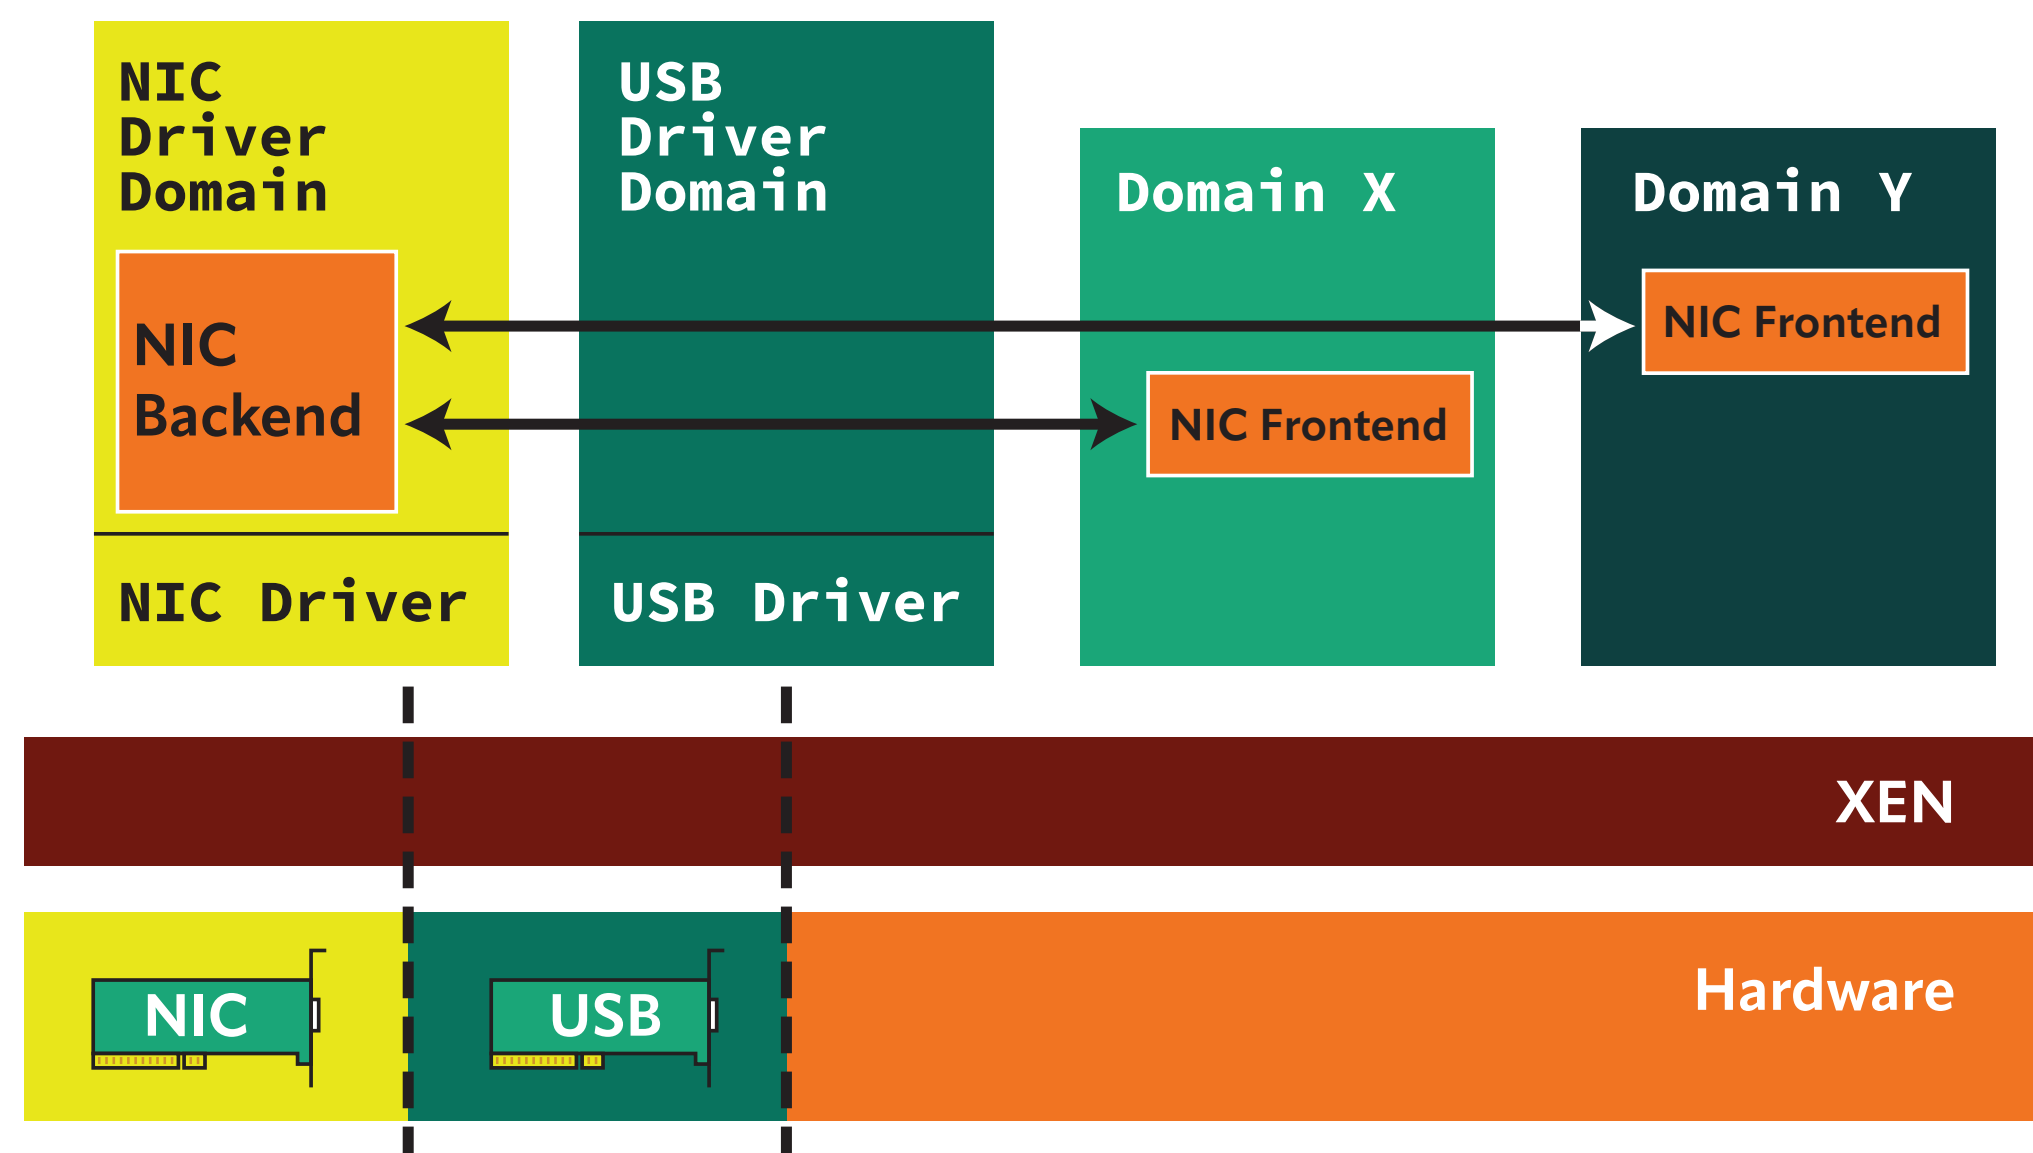 NIC
Driver
Domain
NIC
Backend
NIC Driver
USB
Driver
Domain
USB Driver
Domain X
NIC Frontend
Domain Y
NIC Frontend
XEN
NIC
USB
Hardware